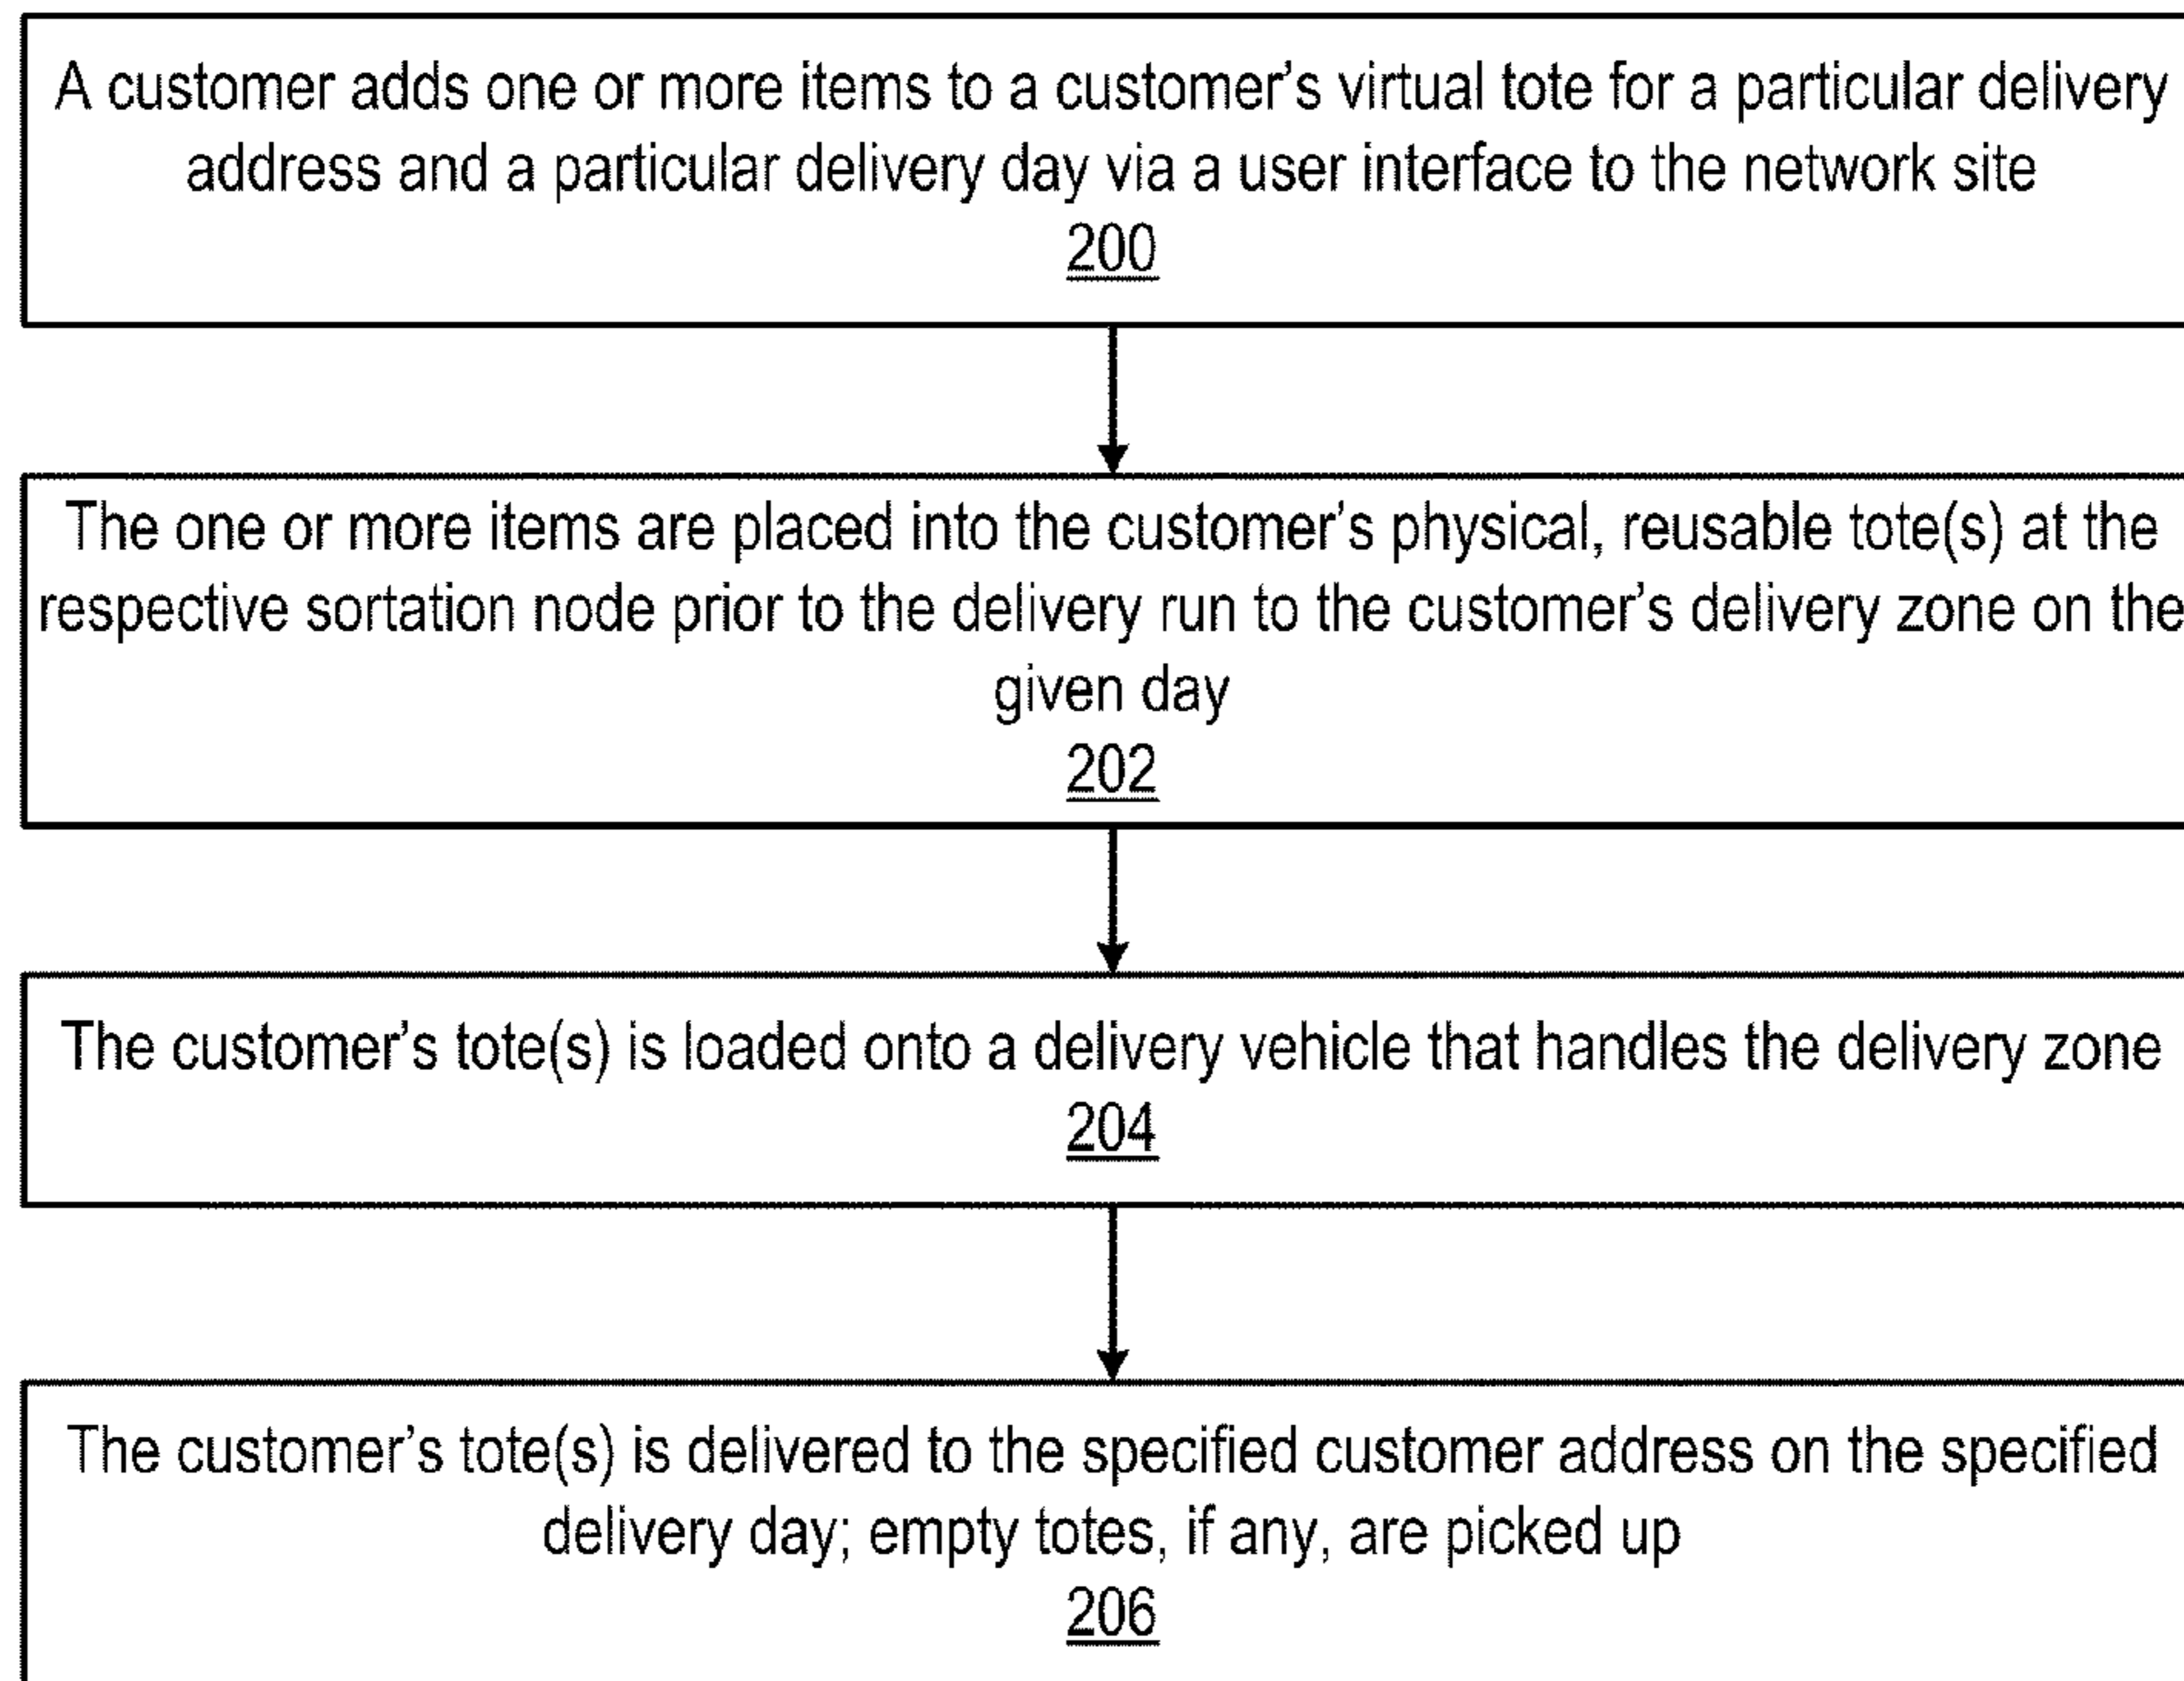 A customer adds one or more items to a customer's virtual tote for a particular delivery
address and a particular delivery day via a user interface to the network site
200
The one or more items are placed into the customer's physical, reusable tote(s) at the
respective sortation node prior to the delivery run to the customer's delivery zone on the
given day
202
The customer's tote(s) is loaded onto a delivery vehicle that handles the delivery zone
204
The customer's tote(s) is delivered to the specified customer address on the specified
delivery day; empty totes, if any, are picked up
206